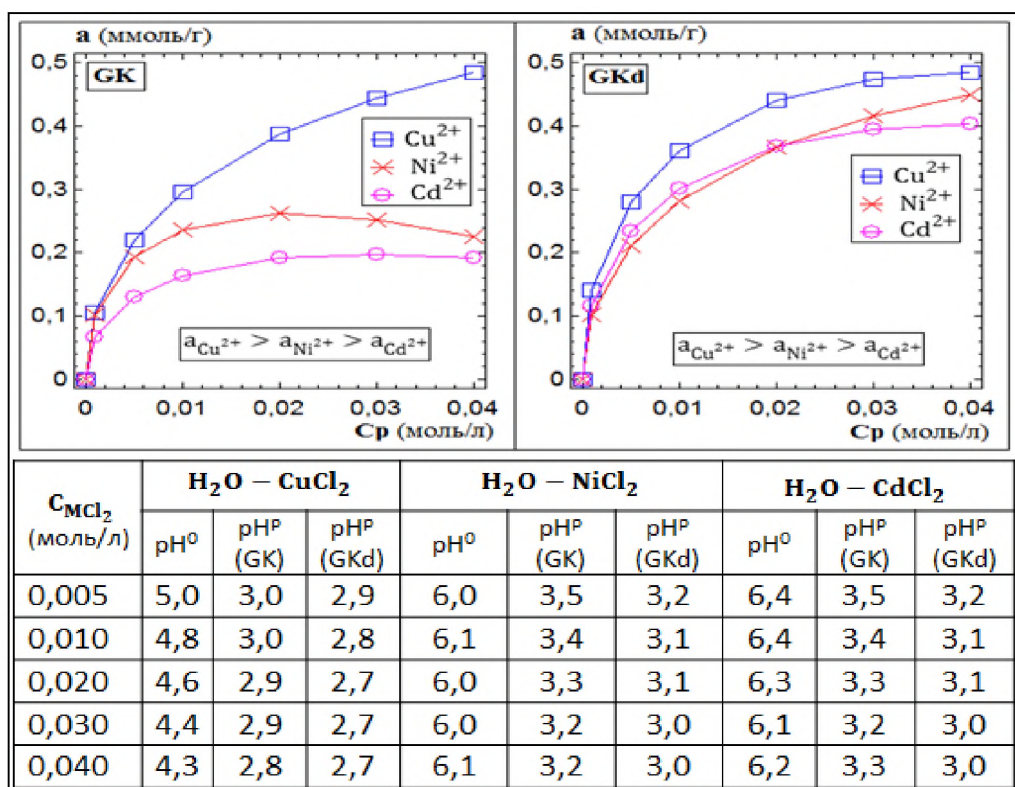 a (ммоль/г)
GK
0,5
0,4
0,3
0,2
0,1
0
Cu²⁺
Ni²⁺
Cd²⁺
a_Cu²⁺ > a_Ni²⁺ > a_Cd²⁺
0 0,01 0,02 0,03 0,04
Cр (моль/л)
a (ммоль/г)
GKd
0,5
0,4
0,3
0,2
0,1
0
Cu²⁺
Ni²⁺
Cd²⁺
a_Cu²⁺ > a_Ni²⁺ > a_Cd²⁺
0 0,01 0,02 0,03 0,04
Cр (моль/л)
C_MCl₂ (моль/л) H₂O – CuCl₂ H₂O – NiCl₂ H₂O – CdCl₂
pH⁰ pHᴾ (GK) pHᴾ (GKd) pH⁰ pHᴾ (GK) pHᴾ (GKd) pH⁰ pHᴾ (GK) pHᴾ (GKd)
0,005 5,0 3,0 2,9 6,0 3,5 3,2 6,4 3,5 3,2
0,010 4,8 3,0 2,8 6,1 3,4 3,1 6,4 3,4 3,1
0,020 4,6 2,9 2,7 6,0 3,3 3,1 6,3 3,3 3,1
0,030 4,4 2,9 2,7 6,0 3,2 3,0 6,1 3,2 3,0
0,040 4,3 2,8 2,7 6,1 3,2 3,0 6,2 3,3 3,0